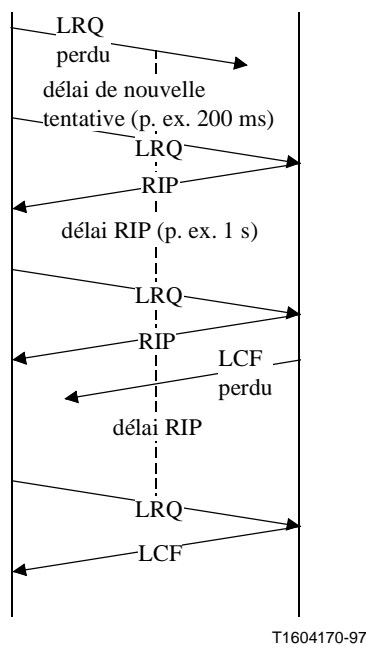 LRQ
perdu
délai de nouvelle
tentative (p. ex. 200 ms)
LRQ
RIP
délai RIP (p. ex. 1 s)
LRQ
RIP
LCF
perdu
délai RIP
LRQ
LCF
T1604170-97